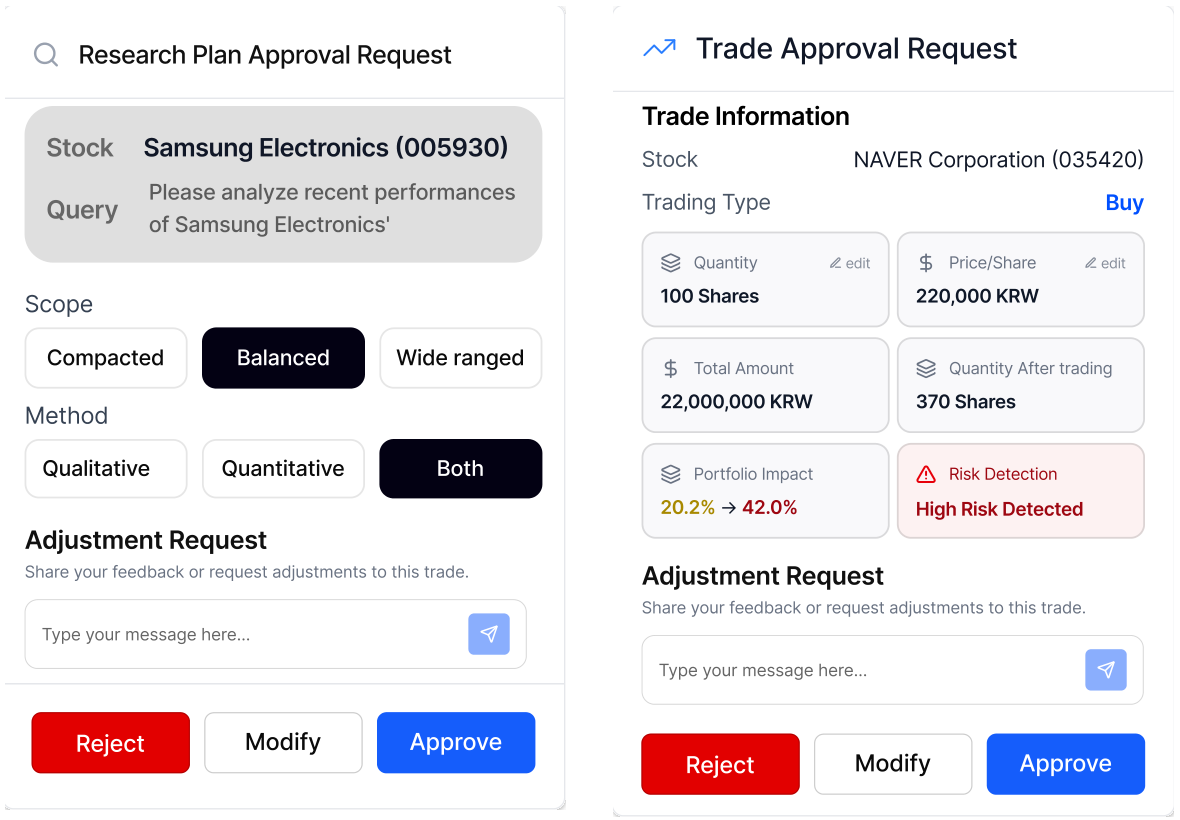 Research Plan Approval Request
Stock Samsung Electronics (005930)
Query Please analyze recent performances
of Samsung Electronics'
Scope
Compacted Balanced Wide ranged
Method
Qualitative Quantitative Both
Adjustment Request
Share your feedback or request adjustments to this trade.
Type your message here...
Reject Modify Approve
Trade Approval Request
Trade Information
Stock NAVER Corporation (035420)
Trading Type Buy
Quantity edit
100 Shares
Price/Share edit
220,000 KRW
Total Amount
22,000,000 KRW
Quantity After trading
370 Shares
Portfolio Impact
20.2% → 42.0%
Risk Detection
High Risk Detected
Adjustment Request
Share your feedback or request adjustments to this trade.
Type your message here...
Reject Modify Approve